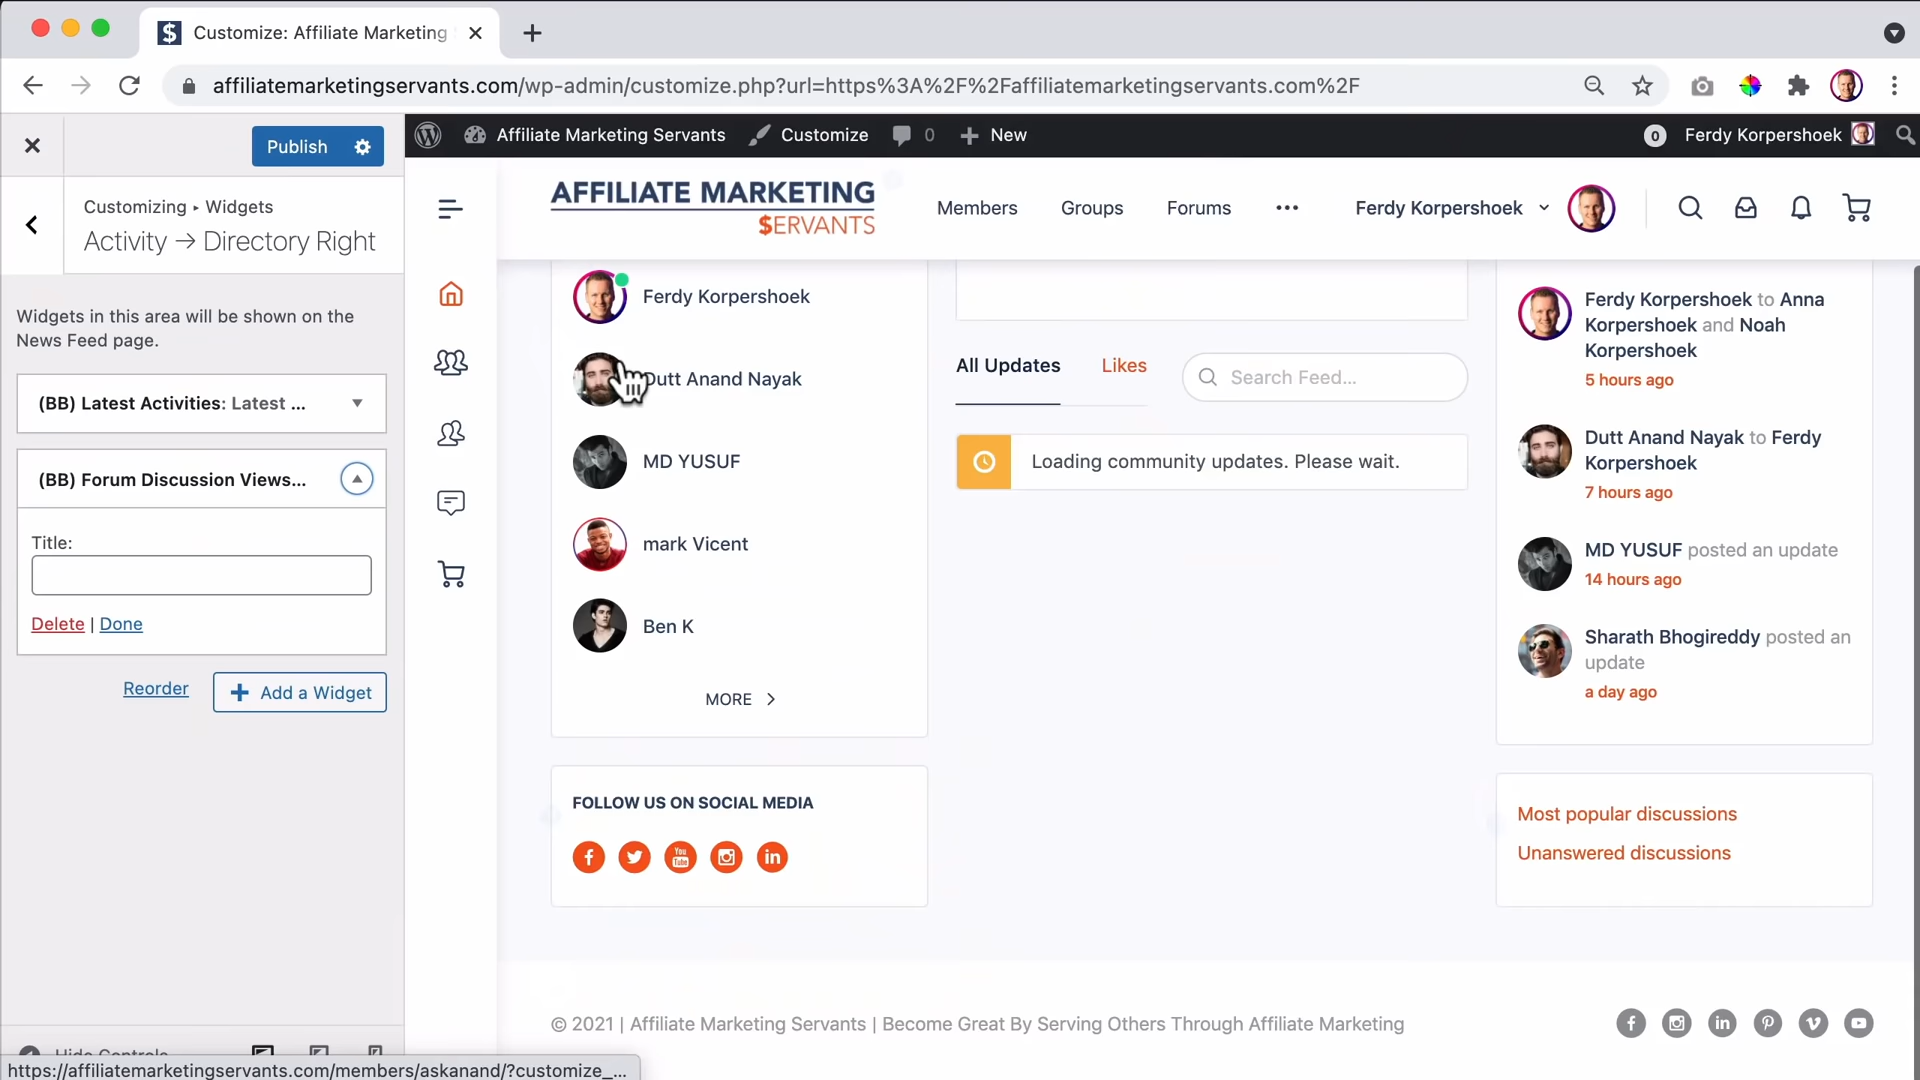 Customize: Affiliate Marketing
affiliatemarketingservants.com/wp-admin/customize.php?url=https%3A%2F%2Faffiliatemarketingservants.com%2F
Publish
Affiliate Marketing Servants
Customize
0
New
0
Ferdy Korpershoek
Customizing ▸ Widgets
Activity → Directory Right
Widgets in this area will be shown on the
News Feed page.
(BB) Latest Activities: Latest ...
(BB) Forum Discussion Views...
Title:
Delete | Done
Reorder
Add a Widget
Hide Controls
https://affiliatemarketingservants.com/members/askanand/?customize_...
AFFILIATE MARKETING
$ERVANTS
Members
Groups
Forums
Ferdy Korpershoek
Ferdy Korpershoek
Dutt Anand Nayak
MD YUSUF
mark Vicent
Ben K
MORE
FOLLOW US ON SOCIAL MEDIA
You
Tube
in
All Updates
Likes
Search Feed...
Loading community updates. Please wait.
Ferdy Korpershoek to Anna
Korpershoek and Noah
Korpershoek
5 hours ago
Dutt Anand Nayak to Ferdy
Korpershoek
7 hours ago
MD YUSUF posted an update
14 hours ago
Sharath Bhogireddy posted an
update
a day ago
Most popular discussions
Unanswered discussions
© 2021 | Affiliate Marketing Servants | Become Great By Serving Others Through Affiliate Marketing